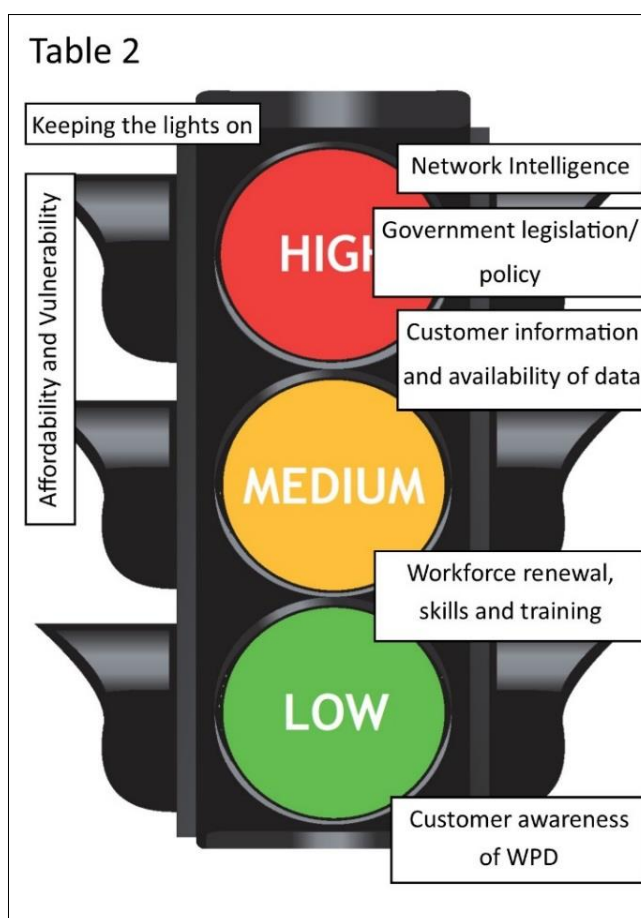 Table 2
Keeping the lights on
Network Intelligence
Affordability and Vulnerability
HIGH
Government legislation/
policy
Customer information
and availability of data
MEDIUM
Workforce renewal,
skills and training
LOW
Customer awareness
of WPD